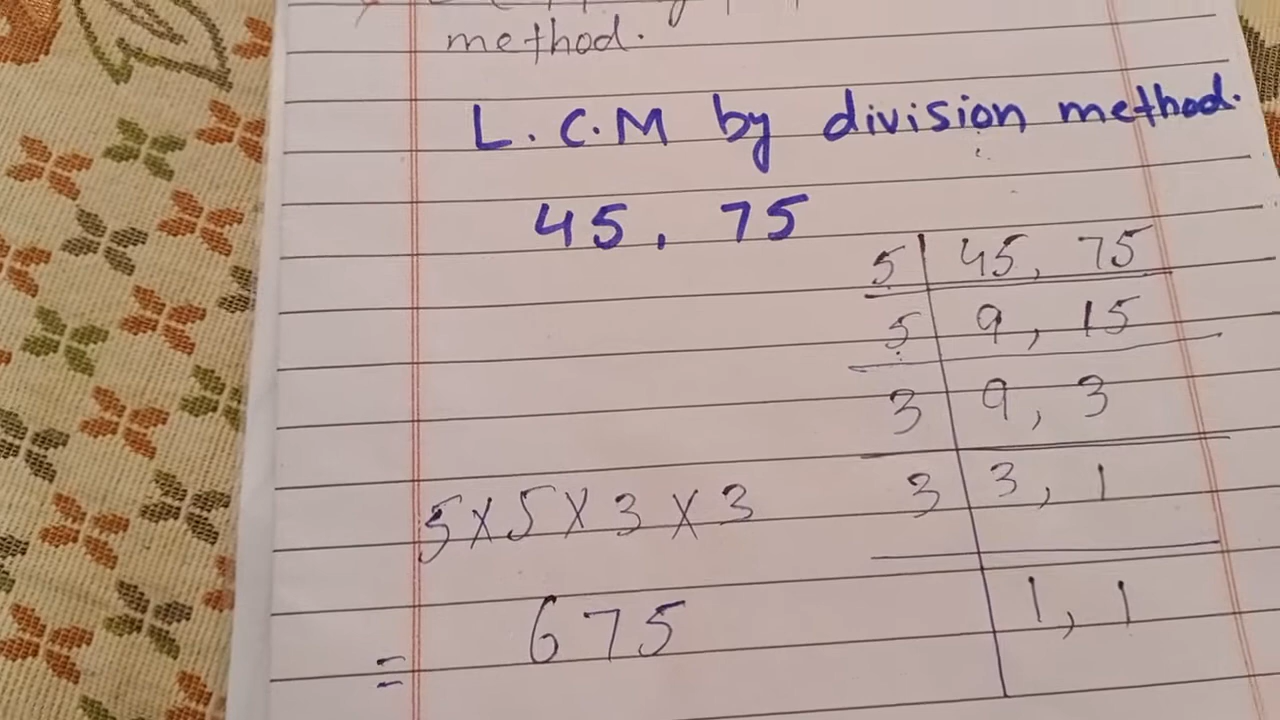 method.
L.C.M by division method.
45, 75
5 | 45, 75
5 | 9, 15
3 | 9, 3
3 | 3, 1
1, 1
5 X 5 X 3 X 3
= 675